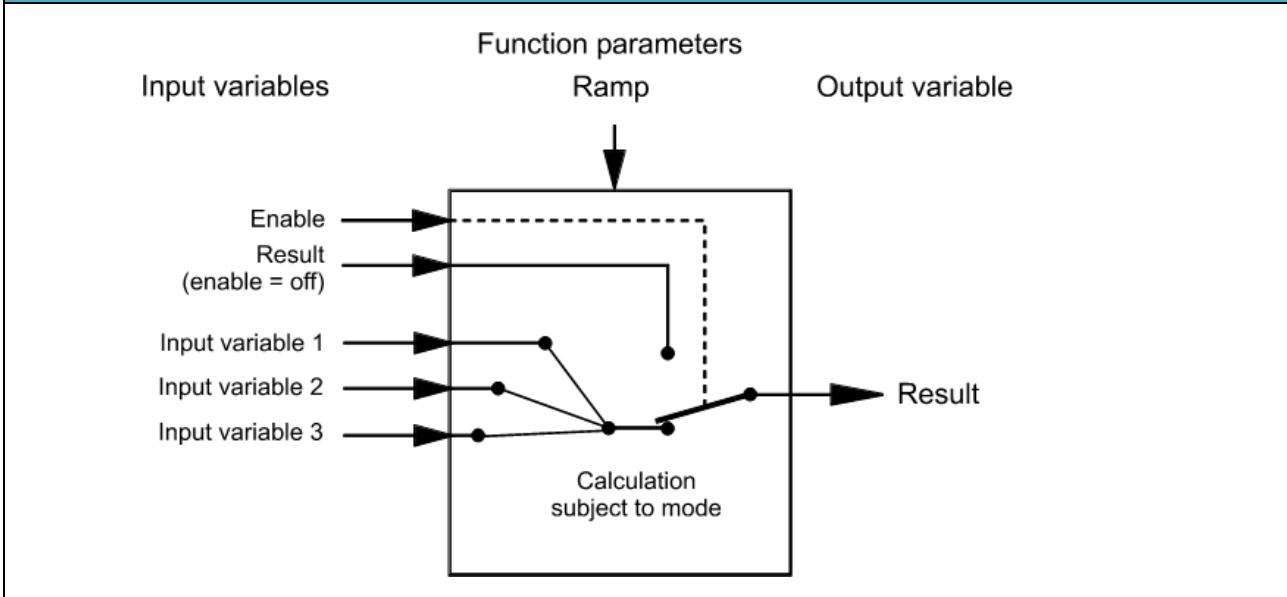 Function parameters
Input variables Ramp Output variable
Enable
Result
(enable = off)
Input variable 1
Input variable 2
Input variable 3
Result
Calculation
subject to mode